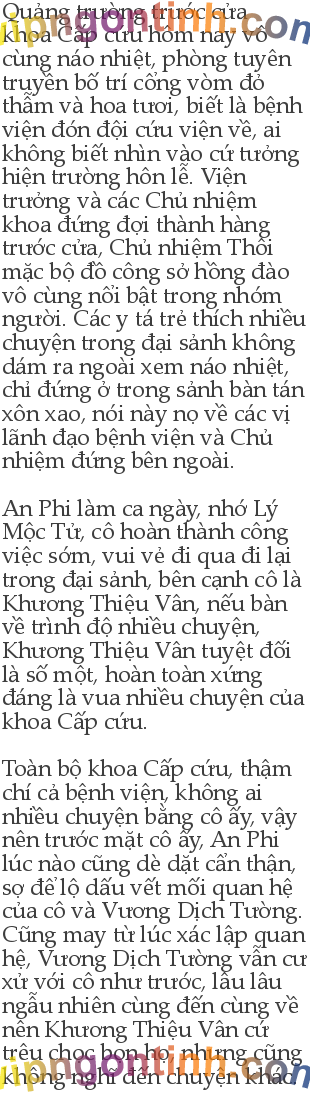 Quảng trường trước cửa
khoa Cấp cứu hôm nay vô
cùng náo nhiệt, phòng tuyên
truyền bố trí cổng vòm đỏ
thẫm và hoa tươi, biết là bệnh
viện đón đội cứu viện về, ai
không biết nhìn vào cứ tưởng
hiện trường hôn lễ. Viện
trưởng và các Chủ nhiệm
khoa đứng đợi thành hàng
trước cửa, Chủ nhiệm Thôi
mặc bộ đồ công sở hồng đào
vô cùng nổi bật trong nhóm
người. Các y tá trẻ thích nhiều
chuyện trong đại sảnh không
dám ra ngoài xem náo nhiệt,
chỉ đứng ở trong sảnh bàn tán
xôn xao, nói này nọ về các vị
lãnh đạo bệnh viện và Chủ
nhiệm đứng bên ngoài.
An Phi làm ca ngày, nhớ Lý
Mộc Tử, cô hoàn thành công
việc sớm, vui vẻ đi qua đi lại
trong đại sảnh, bên cạnh cô là
Khương Thiệu Vân, nếu bàn
về trình độ nhiều chuyện,
Khương Thiệu Vân tuyệt đối
là số một, hoàn toàn xứng
đáng là vua nhiều chuyện của
khoa Cấp cứu.
Toàn bộ khoa Cấp cứu, thậm
chí cả bệnh viện, không ai
nhiều chuyện bằng cô ấy, vậy
nên trước mặt cô ấy, An Phi
lúc nào cũng dè dặt cẩn thận,
sợ để lộ dấu vết mối quan hệ
của cô và Vương Dịch Tường.
Cũng may từ lúc xác lập quan
hệ, Vương Dịch Tường vẫn cư
xử với cô như trước, lâu lâu
ngẫu nhiên cùng đến cùng về
nên Khương Thiệu Vân cứ
trêu chọc bọn họ, nhưng cũng
không nghĩ đến chuyện khác
vipngontinh.com
vipngontinh.com